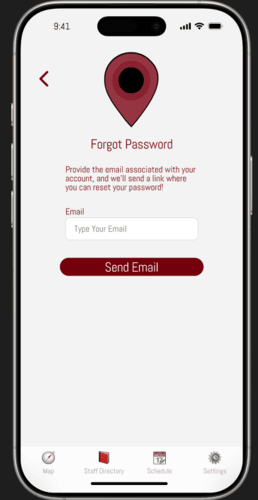 9:41
Forgot Password
Provide the email associated with your
account, and we'll send a link where
you can reset your password!
Email
Type Your Email
Send Email
Map
Staff Directory
Schedule
Settings